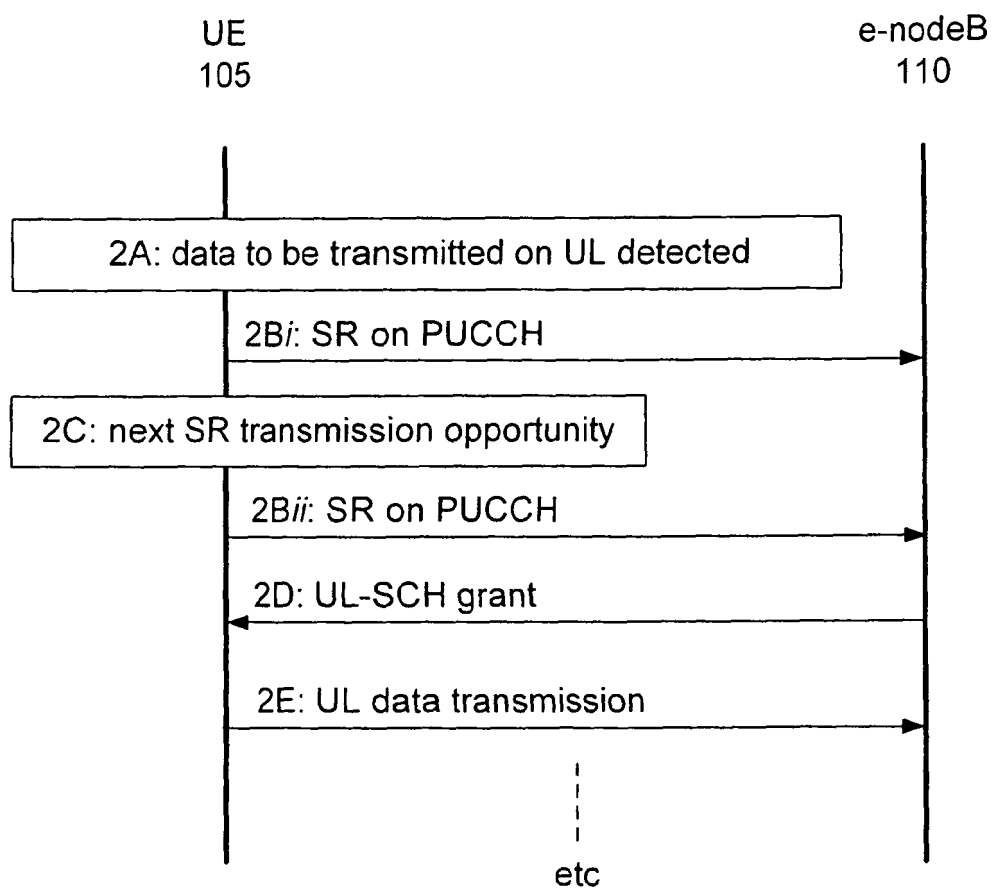 UE
105
e-nodeB
110
2A: data to be transmitted on UL detected
2Bi: SR on PUCCH
2C: next SR transmission opportunity
2Bii: SR on PUCCH
2D: UL-SCH grant
2E: UL data transmission
etc